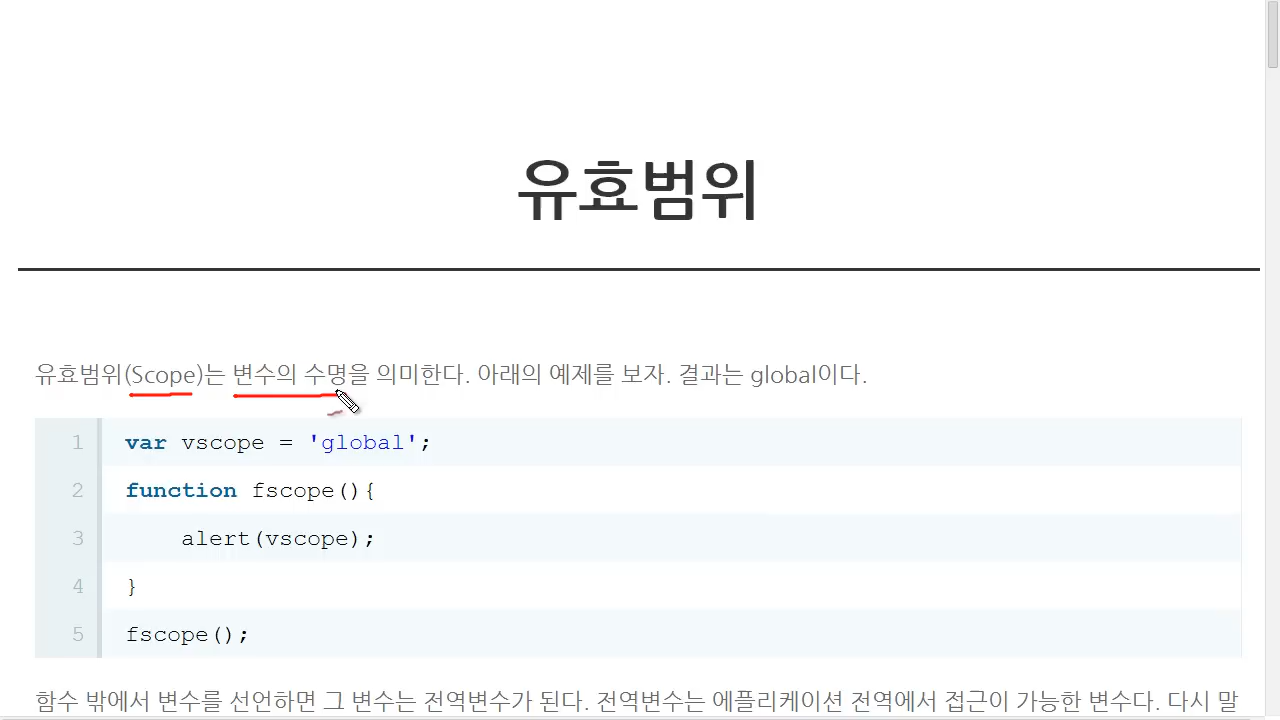 유효범위
유효범위(Scope)는 변수의 수명을 의미한다. 아래의 예제를 보자. 결과는 global이다.
1 var vscope = 'global';
2 function fscope(){
3 alert(vscope);
4 }
5 fscope();
함수 밖에서 변수를 선언하면 그 변수는 전역변수가 된다. 전역변수는 에플리케이션 전역에서 접근이 가능한 변수다. 다시 말